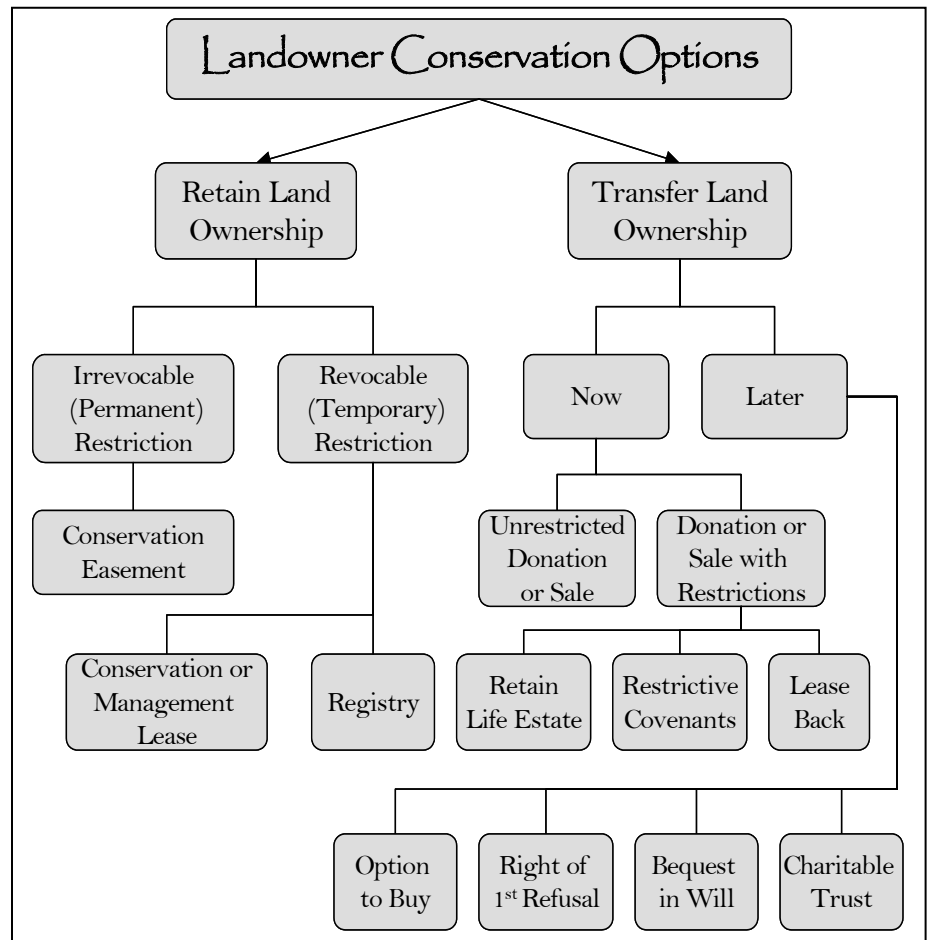 Landowner Conservation Options
Retain Land
Ownership
Transfer Land
Ownership
Irrevocable
(Permanent)
Restriction
Revocable
(Temporary)
Restriction
Now
Later
Conservation
Easement
Unrestricted
Donation
or Sale
Donation or
Sale with
Restrictions
Conservation or
Management
Lease
Registry
Retain
Life Estate
Restrictive
Covenants
Lease
Back
Option
to Buy
Right of
1st Refusal
Bequest
in Will
Charitable
Trust